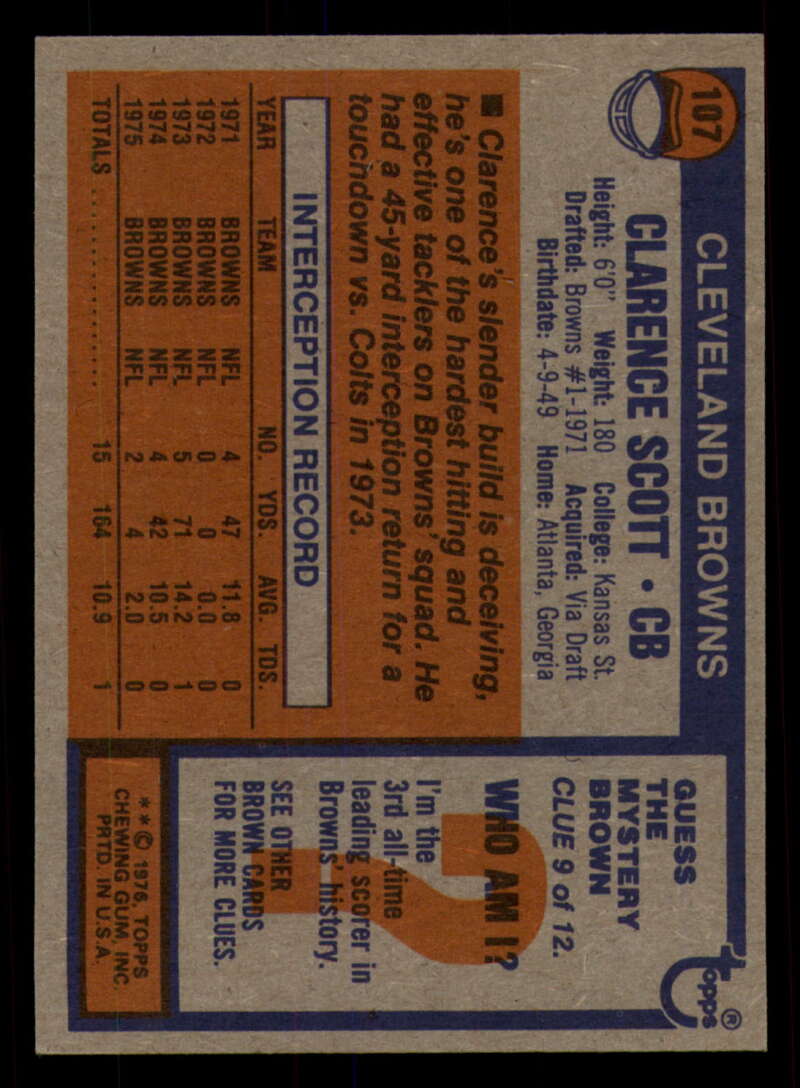 107
CLEVELAND BROWNS
CLARENCE SCOTT • CB
Height: 6'0" Weight: 180 College: Kansas St.
Drafted: Browns #1-1971 Acquired: Via Draft
Birthdate: 4-9-49 Home: Atlanta, Georgia
■ Clarence's slender build is deceiving,
he's one of the hardest hitting and
effective tacklers on Browns' squad. He
had a 45-yard interception return for a
touchdown vs. Colts in 1973.
INTERCEPTION RECORD
YEAR TEAM NO. YDS. AVG. TDS.
1971 BROWNS NFL 4 47 11.8 0
1972 BROWNS NFL 0 0 0.0 0
1973 BROWNS NFL 5 71 14.2 1
1974 BROWNS NFL 4 42 10.5 0
1975 BROWNS NFL 2 4 2.0 0
TOTALS .................... 15 164 10.9 1
topps®
GUESS
THE
MYSTERY
BROWN
CLUE 9 of 12.
?
WHO AM I?
I'm the
3rd all-time
leading scorer in
Browns' history.
SEE OTHER
BROWN CARDS
FOR MORE CLUES.
**© 1976, TOPPS
CHEWING GUM, INC.
PRTD. IN U.S.A.